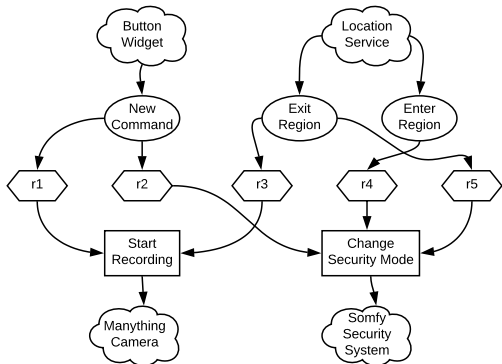 Button
Widget
Location
Service
New
Command
Exit
Region
Enter
Region
r1
r2
r3
r4
r5
Start
Recording
Change
Security Mode
Manything
Camera
Somfy
Security
System